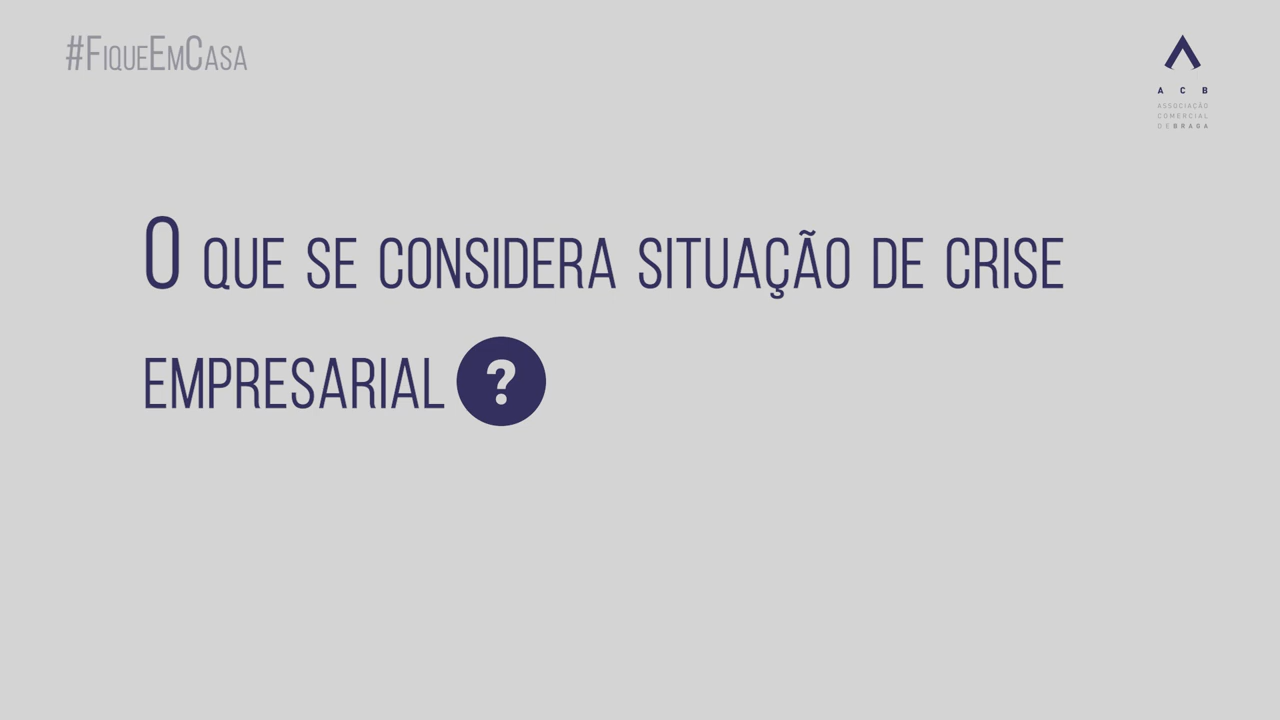 #FiqueEmCasa
A C B
ASSOCIAÇÃO
COMERCIAL
DE BRAGA
O QUE SE CONSIDERA SITUAÇÃO DE CRISE
EMPRESARIAL ?